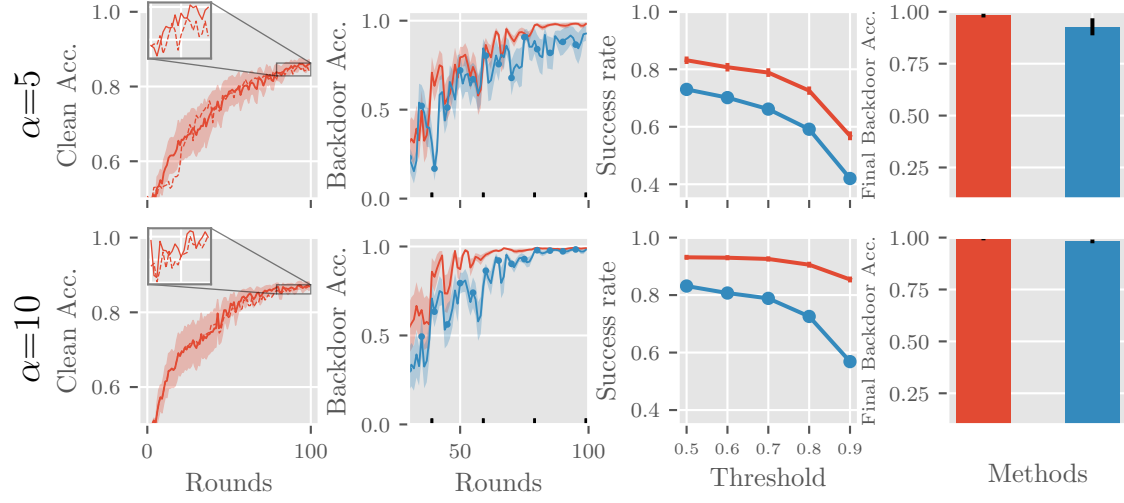 α=5
Clean Acc.
1.0
0.8
0.6
Backdoor Acc.
1.0
0.5
0.0
Success rate
1.0
0.8
0.6
0.4
Final Backdoor Acc.
1.00
0.75
0.50
0.25
α=10
Clean Acc.
1.0
0.8
0.6
0
100
Rounds
Backdoor Acc.
1.0
0.5
0.0
50
100
Rounds
Success rate
1.0
0.8
0.6
0.4
0.5 0.6 0.7 0.8 0.9
Threshold
Final Backdoor Acc.
1.00
0.75
0.50
0.25
Methods